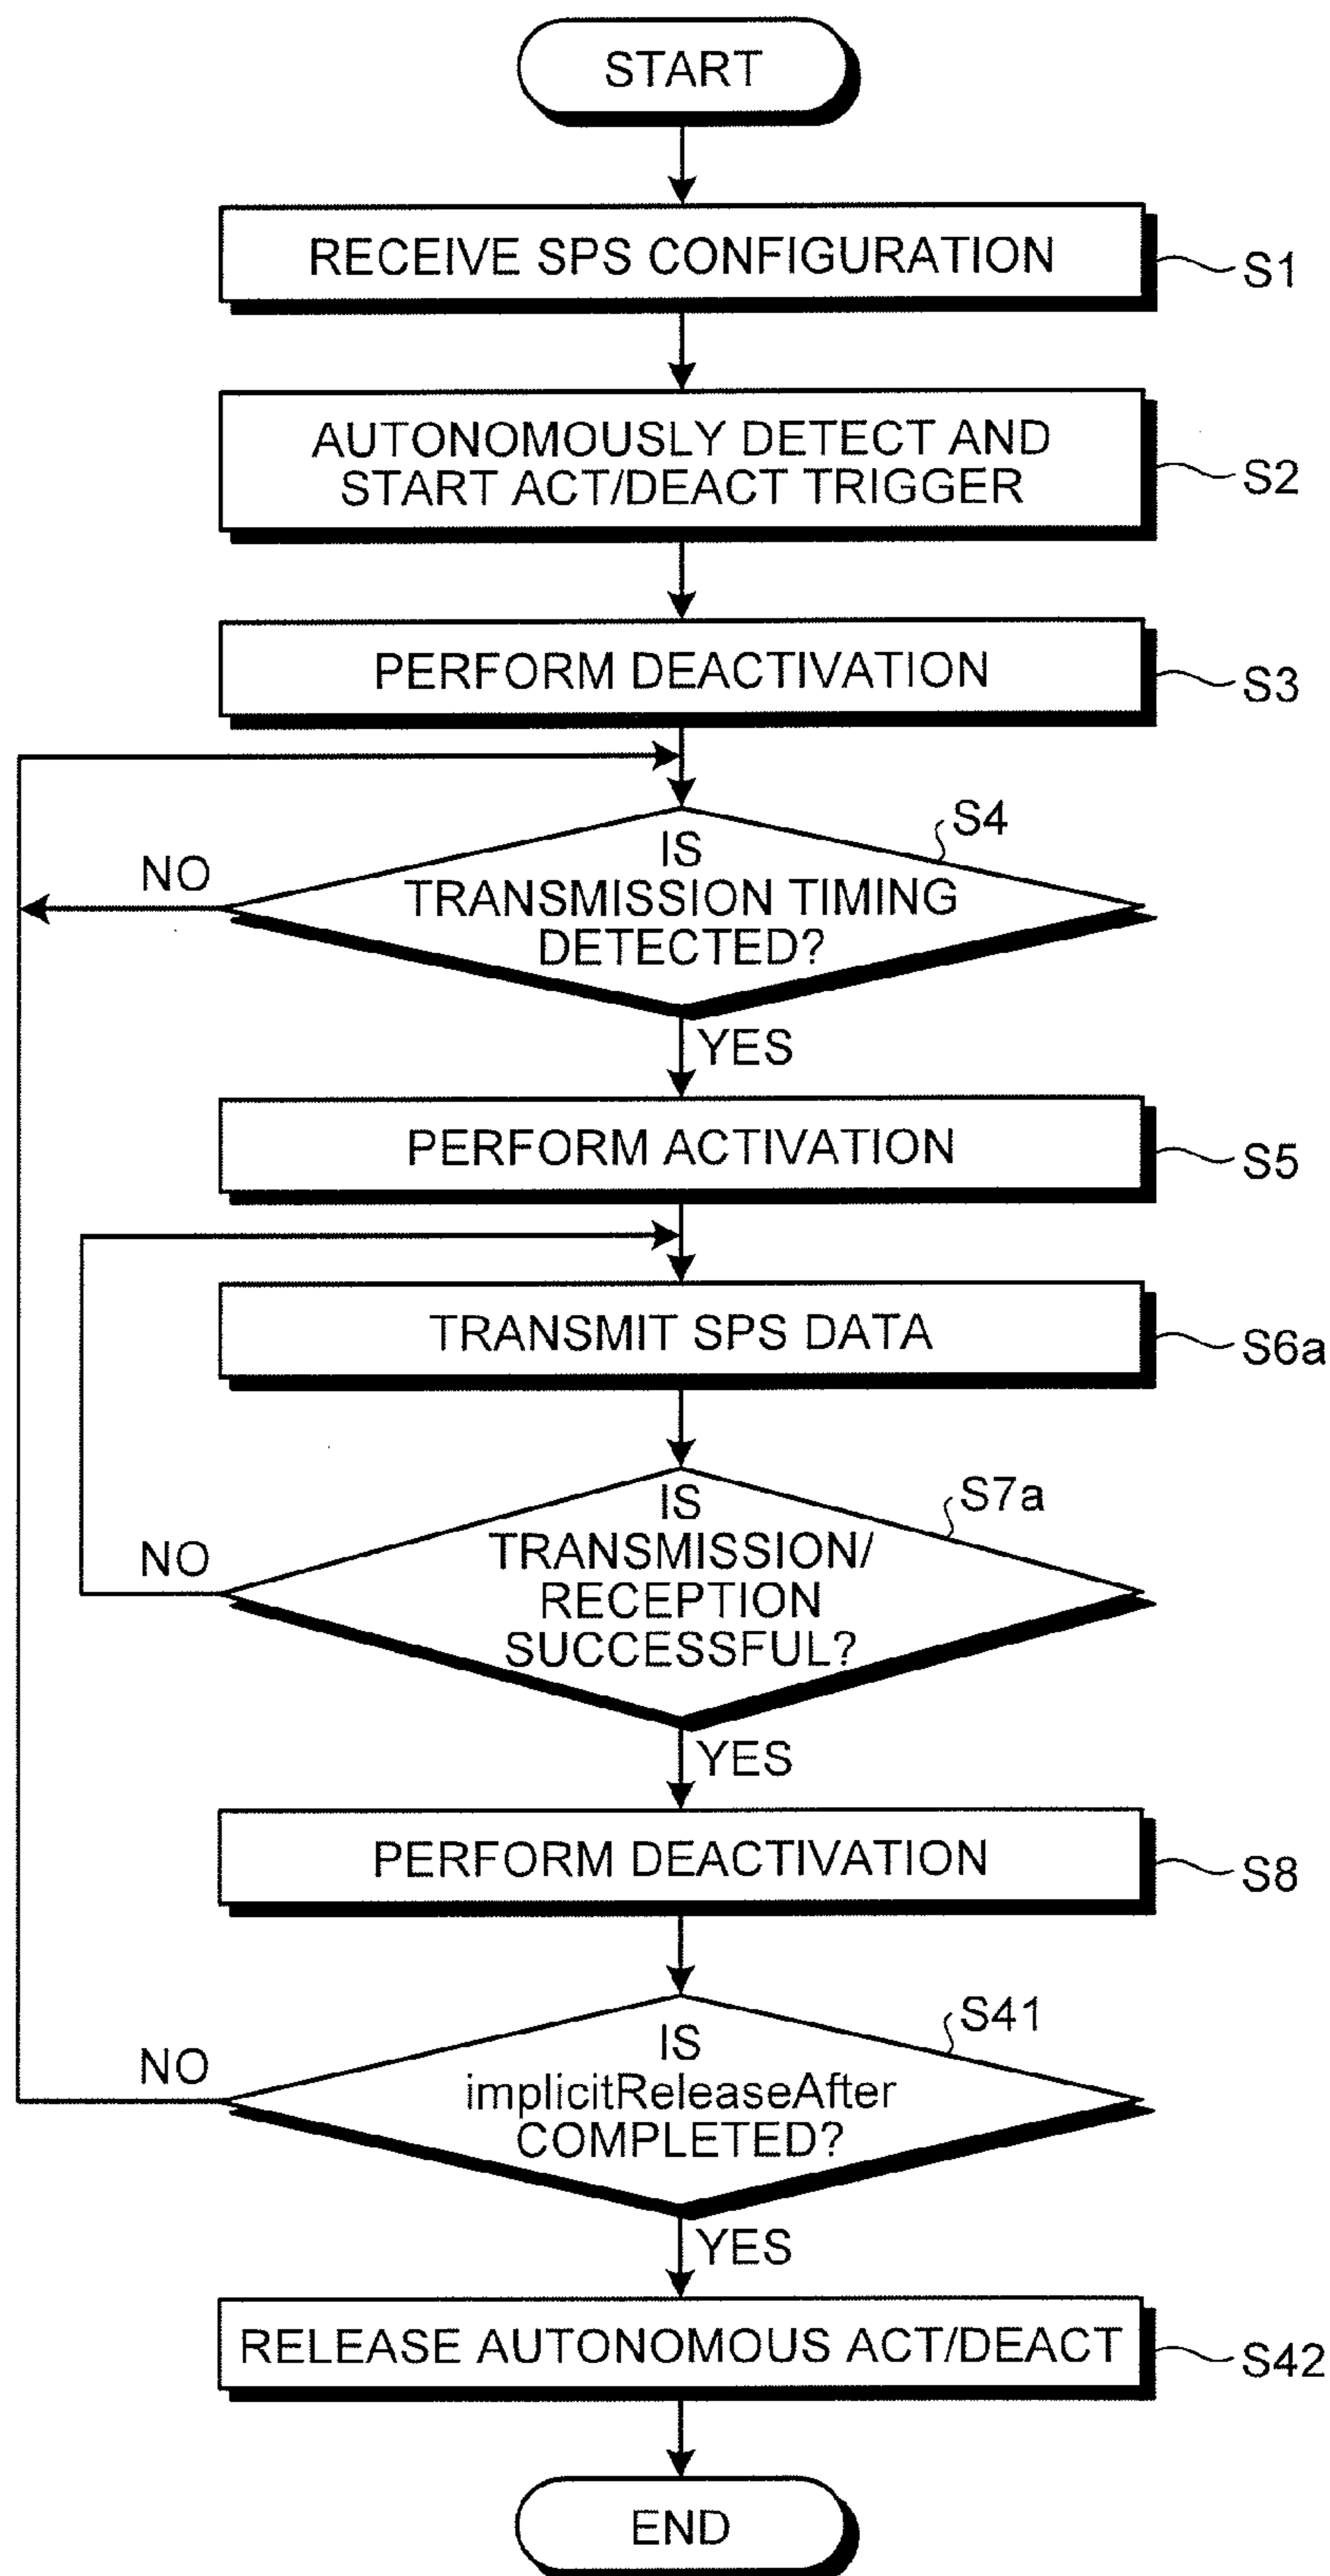 START
RECEIVE SPS CONFIGURATION
S1
AUTONOMOUSLY DETECT AND
START ACT/DEACT TRIGGER
S2
PERFORM DEACTIVATION
S3
S4
IS
TRANSMISSION TIMING
DETECTED?
NO
YES
PERFORM ACTIVATION
S5
TRANSMIT SPS DATA
S6a
S7a
IS
TRANSMISSION/
RECEPTION
SUCCESSFUL?
NO
YES
PERFORM DEACTIVATION
S8
S41
IS
implicitReleaseAfter
COMPLETED?
NO
YES
RELEASE AUTONOMOUS ACT/DEACT
S42
END